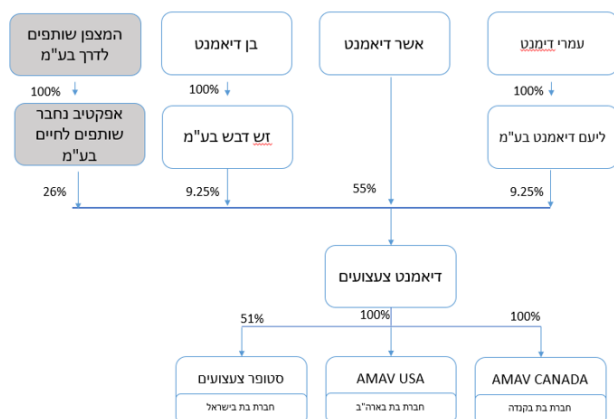 עמרי דימנט
אשר דיאמנט
בן דיאמנט
המצפן שותפים
לדרך בע"מ
100%
100%
100%
ליעם דיאמנט בע"מ
זש דבש בע"מ
אפקטיב נחבר
שותפים לחיים
בע"מ
9.25%
55%
9.25%
26%
דיאמנט צעצועים
100%
100%
51%
AMAV CANADA
חברת בת בקנדה
AMAV USA
חברת בת בארה"ב
סטופר צעצועים
חברת בת בישראל